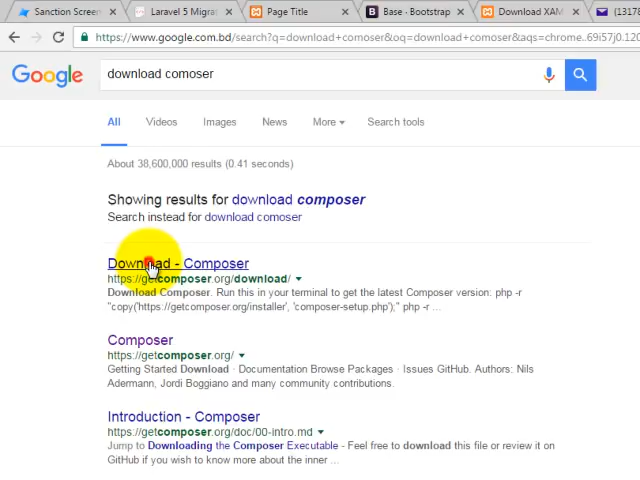 Sanction Screen
Laravel 5 Migrat
Page Title
Base - Bootstrap
Download XAM
(13178
https://www.google.com.bd/search?q=download+comoser&oq=download+comoser&aqs=chrome..69i57j0.120
Google
download comoser
All Videos Images News More Search tools
About 38,600,000 results (0.41 seconds)
Showing results for download composer
Search instead for download comoser
Download - Composer
https://getcomposer.org/download/
Download Composer. Run this in your terminal to get the latest Composer version: php -r
"copy('https://getcomposer.org/installer', 'composer-setup.php');" php -r ...
Composer
https://getcomposer.org/
Getting Started Download · Documentation Browse Packages · Issues GitHub. Authors: Nils
Adermann, Jordi Boggiano and many community contributions.
Introduction - Composer
https://getcomposer.org/doc/00-intro.md
Jump to Downloading the Composer Executable - Feel free to download this file or review it on
GitHub if you wish to know more about the inner ...